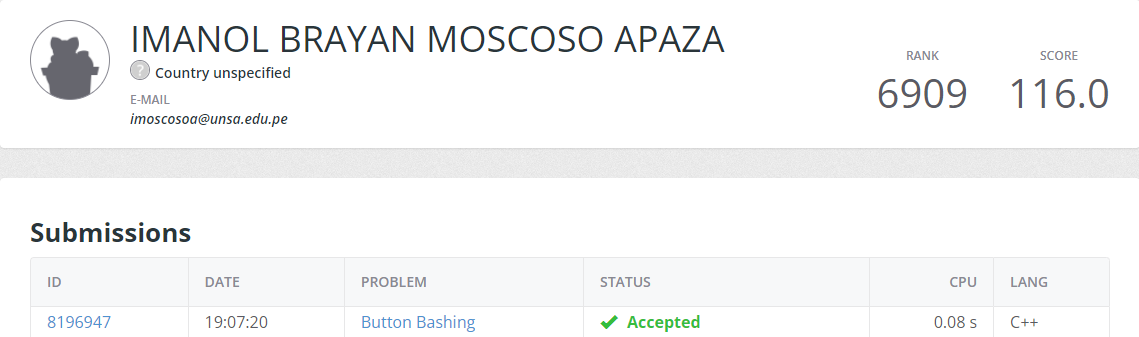 IMANOL BRAYAN MOSCOSO APAZA
? Country unspecified
E-MAIL
imoscosoa@unsa.edu.pe
RANK SCORE
6909 116.0
Submissions
ID DATE PROBLEM STATUS CPU LANG
8196947 19:07:20 Button Bashing Accepted 0.08 s C++